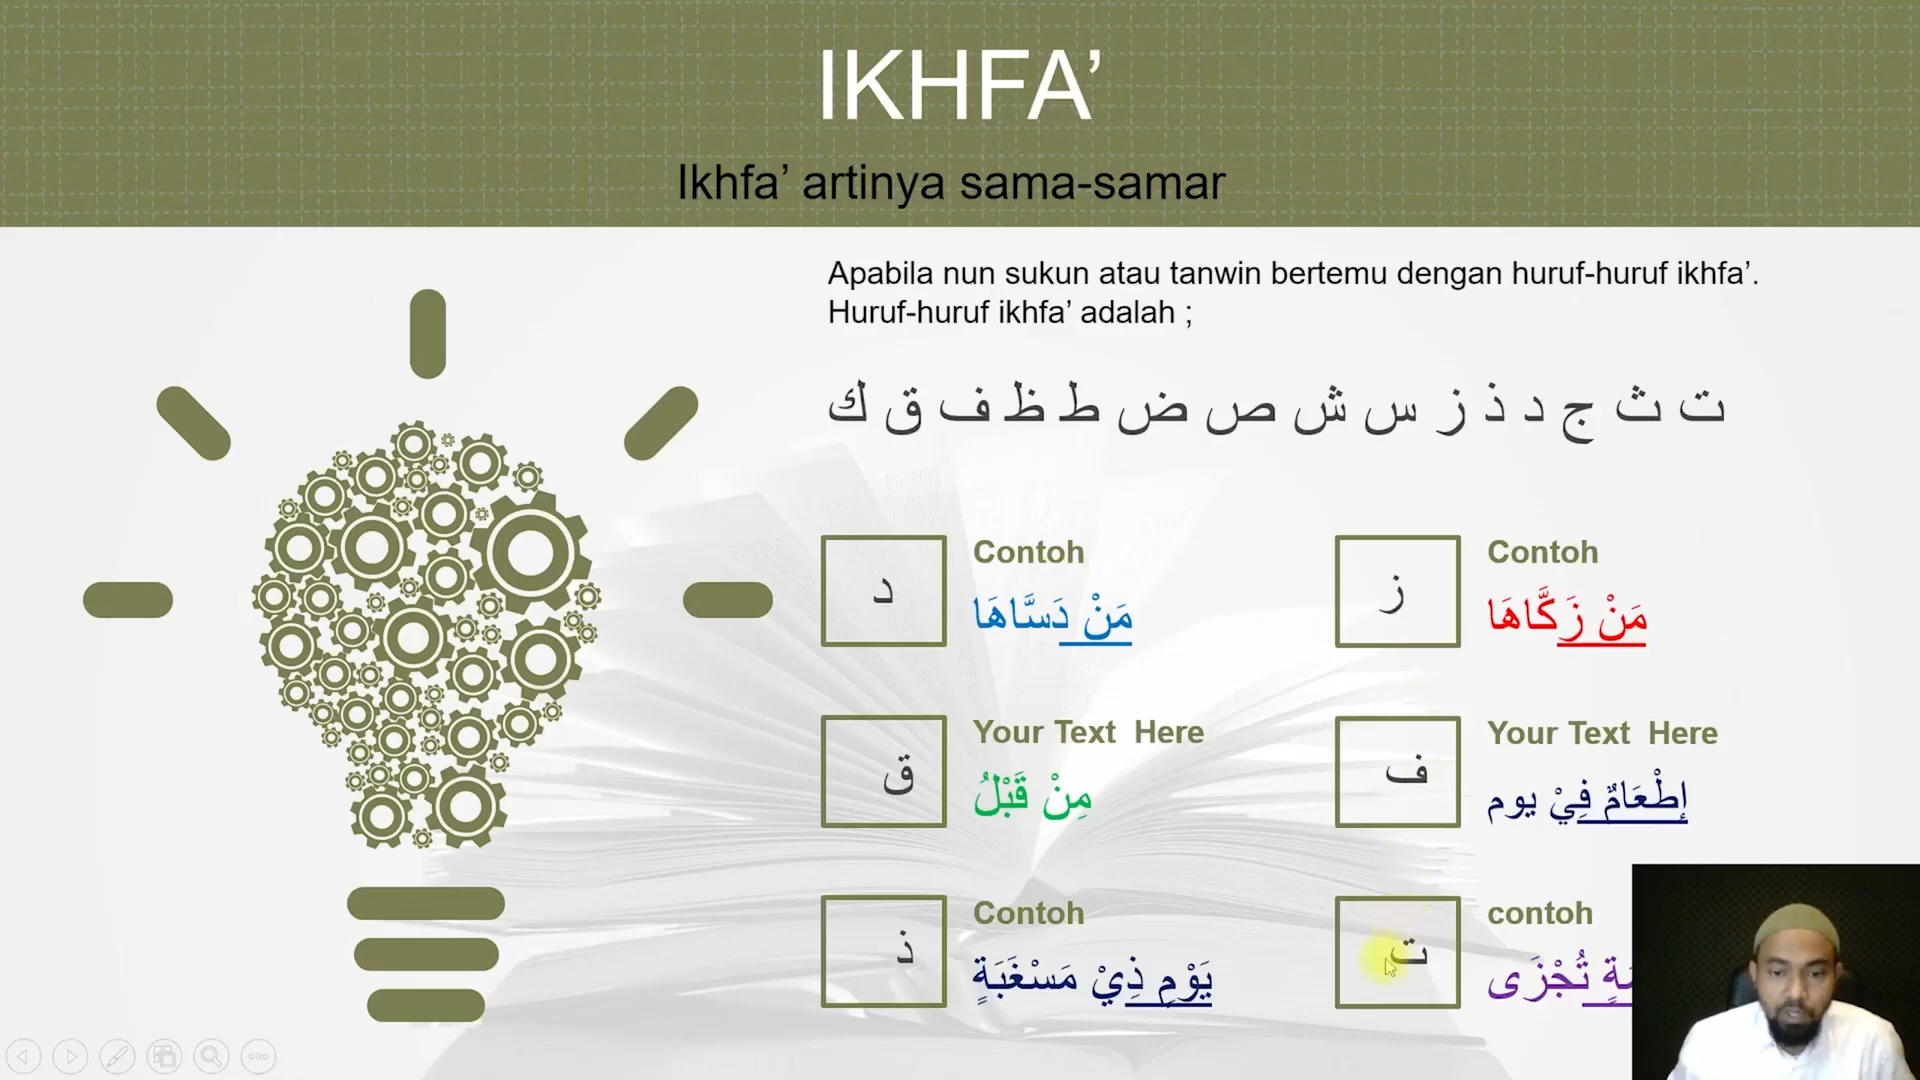 IKHFA’
Ikhfa’ artinya sama-samar
Apabila nun sukun atau tanwin bertemu dengan huruf-huruf ikhfa’.
Huruf-huruf ikhfa’ adalah ;
ت ث ج د ذ ز س ش ص ض ط ظ ف ق ك
د
Contoh
مَنْ دَسَّاهَا
ز
Contoh
مَنْ زَكَّاهَا
ق
Your Text Here
مِنْ قَبْلُ
ف
Your Text Here
إِطْعَامٌ فِيْ يوم
ذ
Contoh
يَوْمٍ ذِيْ مَسْغَبَةٍ
ت
contoh
تُجْزَى